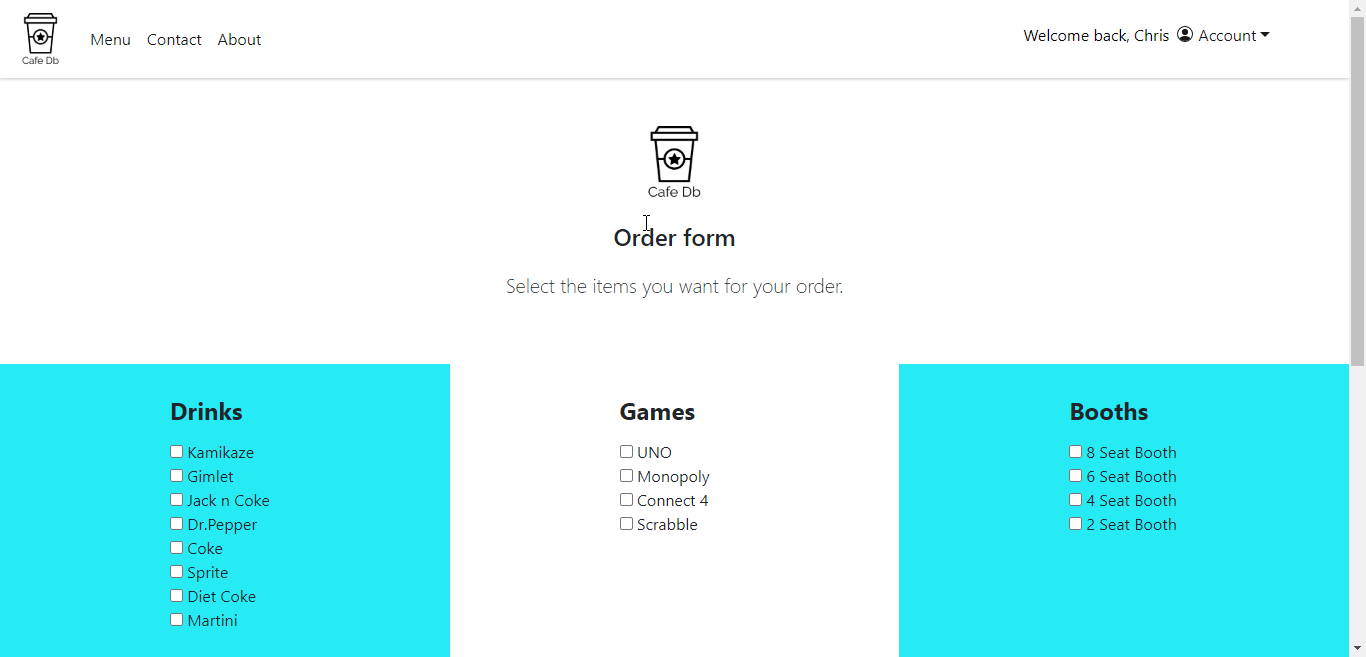 Cafe Db
Menu Contact About
Welcome back, Chris Account
Cafe Db
Order form
Select the items you want for your order.
Drinks
Kamikaze
Gimlet
Jack n Coke
Dr.Pepper
Coke
Sprite
Diet Coke
Martini
Games
UNO
Monopoly
Connect 4
Scrabble
Booths
8 Seat Booth
6 Seat Booth
4 Seat Booth
2 Seat Booth